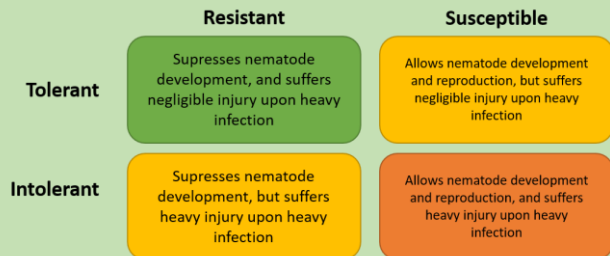 Resistant
Susceptible
Tolerant
Supresses nematode
development, and suffers
negligible injury upon heavy
infection
Allows nematode development
and reproduction, but suffers
negligible injury upon heavy
infection
Intolerant
Supresses nematode
development, but suffers
heavy injury upon heavy
infection
Allows nematode development
and reproduction, and suffers
heavy injury upon heavy
infection